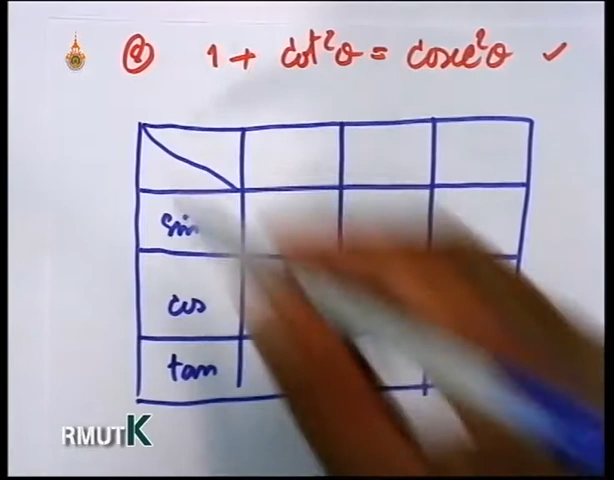 ④ 1 + cot²θ = cosec²θ ✓
sin
cos
tan
RMUTK